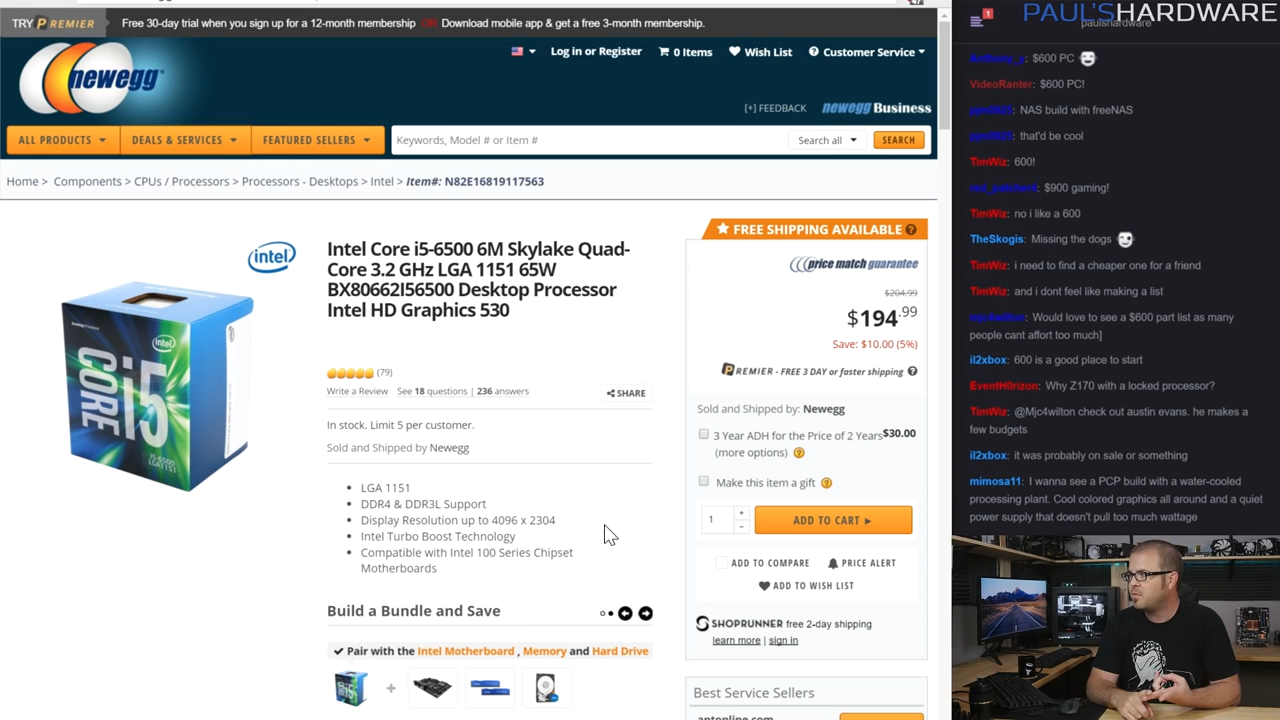 TRY PREMIER Free 30-day trial when you sign up for a 12-month membership OR Download mobile app & get a free 3-month membership.
newegg
Log in or Register
0 Items
Wish List
Customer Service
[+] FEEDBACK
newegg Business
ALL PRODUCTS
DEALS & SERVICES
FEATURED SELLERS
Keywords, Model # or Item #
Search all
SEARCH
Home > Components > CPUs / Processors > Processors - Desktops > Intel > Item#: N82E16819117563
intel
Intel Core i5-6500 6M Skylake Quad-
Core 3.2 GHz LGA 1151 65W
BX80662I56500 Desktop Processor
Intel HD Graphics 530
(79)
Write a Review See 18 questions | 236 answers
SHARE
In stock. Limit 5 per customer.
Sold and Shipped by Newegg
LGA 1151
DDR4 & DDR3L Support
Display Resolution up to 4096 x 2304
Intel Turbo Boost Technology
Compatible with Intel 100 Series Chipset
Motherboards
Build a Bundle and Save
Pair with the Intel Motherboard , Memory and Hard Drive
intel
CORE i5
i5-6500
LGA1151
FREE SHIPPING AVAILABLE
price match guarantee
$204.99
$194.99
Save: $10.00 (5%)
PREMIER - FREE 3 DAY or faster shipping
Sold and Shipped by: Newegg
3 Year ADH for the Price of 2 Years $30.00
(more options)
Make this item a gift
1
ADD TO CART
ADD TO COMPARE
PRICE ALERT
ADD TO WISH LIST
SHOPRUNNER free 2-day shipping
learn more | sign in
Best Service Sellers
antonline.com
1
PAUL'SHARDWARE
paulshardware
$600 PC
VideoRanter: $600 PC!
NAS build with freeNAS
that'd be cool
TimWiz: 600!
$900 gaming!
TimWiz: no i like a 600
TheSkogis: Missing the dogs
TimWiz: i need to find a cheaper one for a friend
TimWiz: and i dont feel like making a list
Would love to see a $600 part list as many
people cant affort too much]
il2xbox: 600 is a good place to start
EventH0rizon: Why Z170 with a locked processor?
TimWiz: @Mjc4wilton check out austin evans. he makes a
few budgets
il2xbox: it was probably on sale or something
mimosa11: I wanna see a PCP build with a water-cooled
processing plant. Cool colored graphics all around and a quiet
power supply that doesn't pull too much wattage